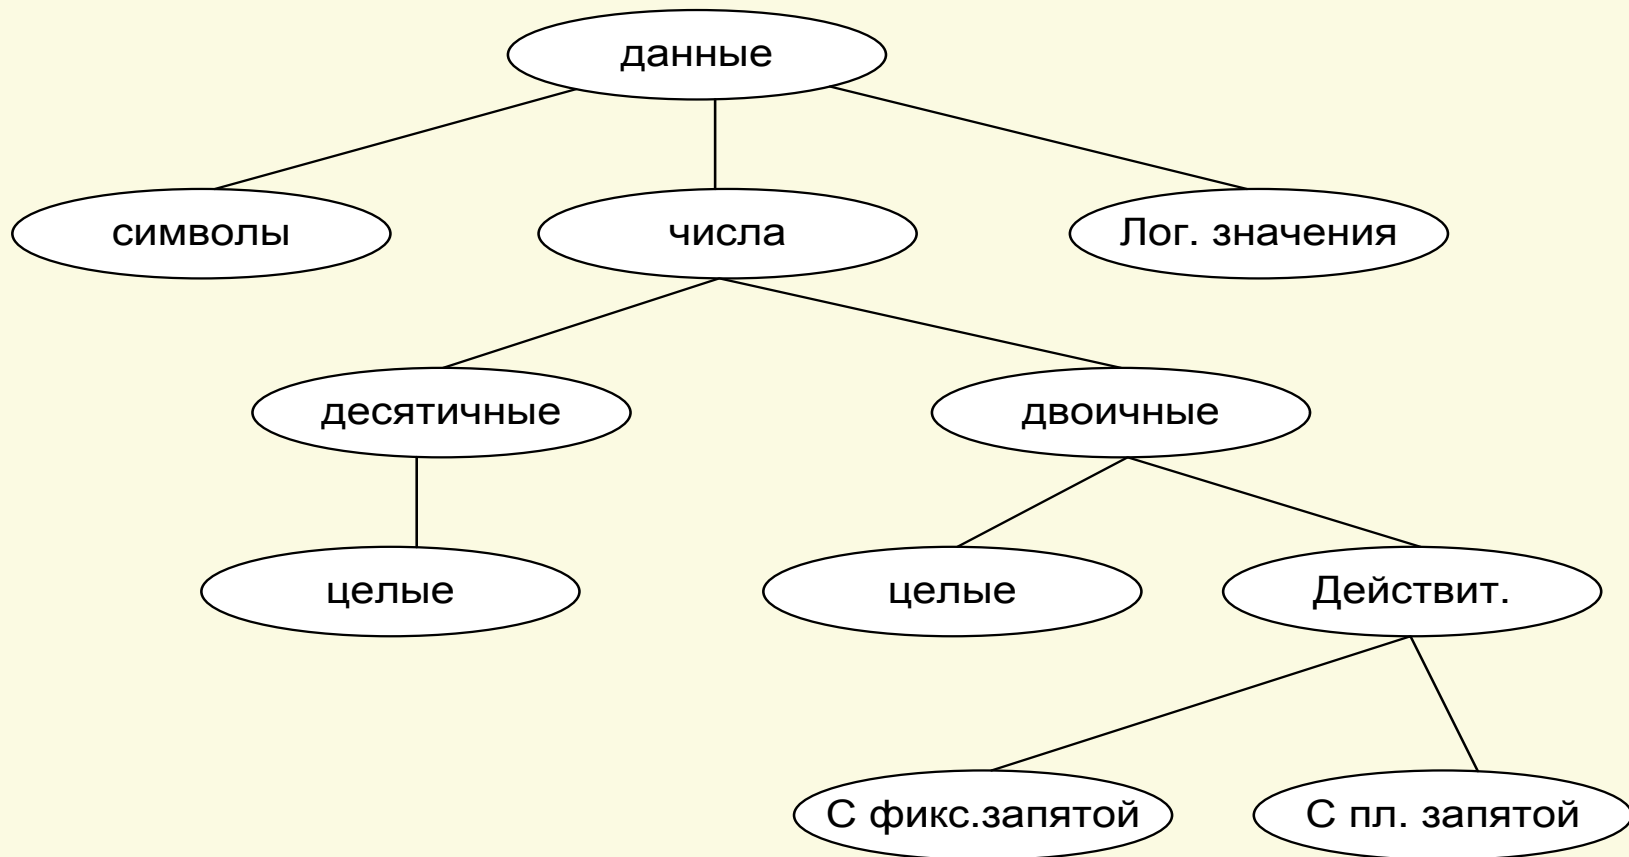 данные
символы
числа
Лог. значения
десятичные
двоичные
целые
целые
Действит.
С фикс.запятой
С пл. запятой